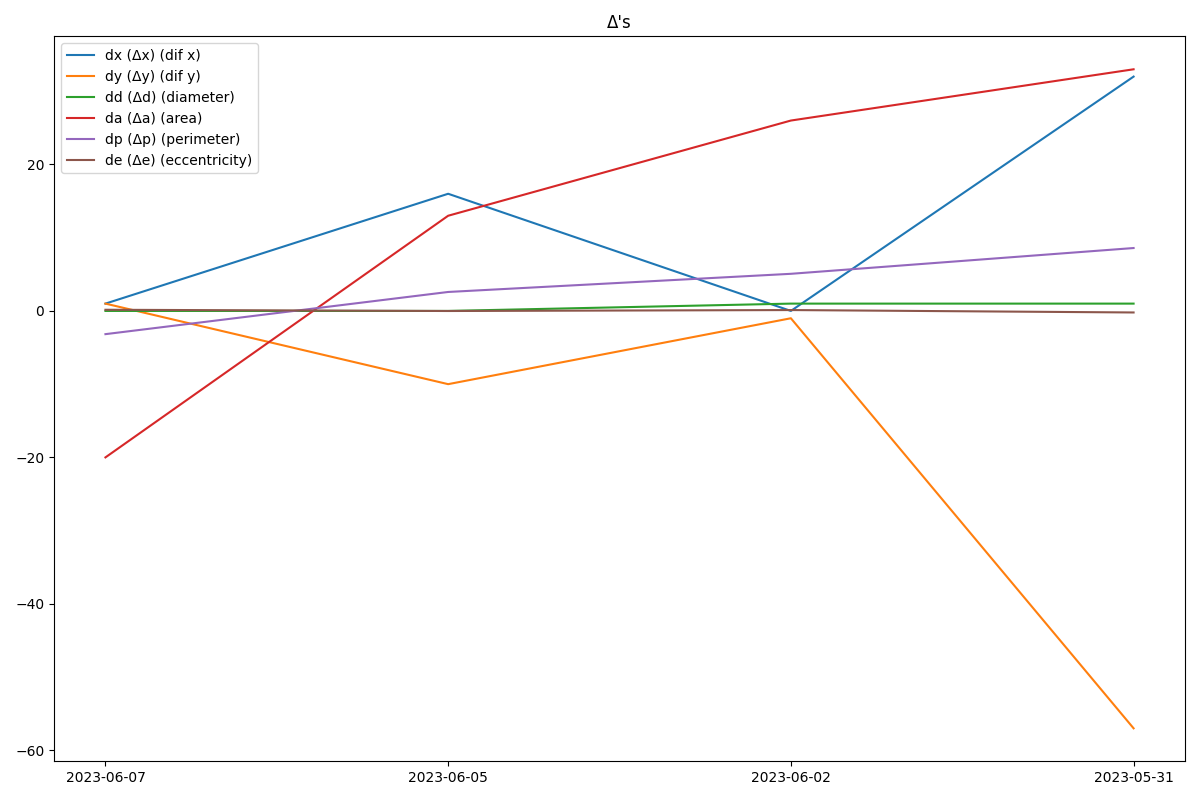 Δ's
dx (Δx) (dif x)
dy (Δy) (dif y)
dd (Δd) (diameter)
da (Δa) (area)
dp (Δp) (perimeter)
de (Δe) (eccentricity)
20
0
−20
−40
−60
2023-06-07 2023-06-05 2023-06-02 2023-05-31